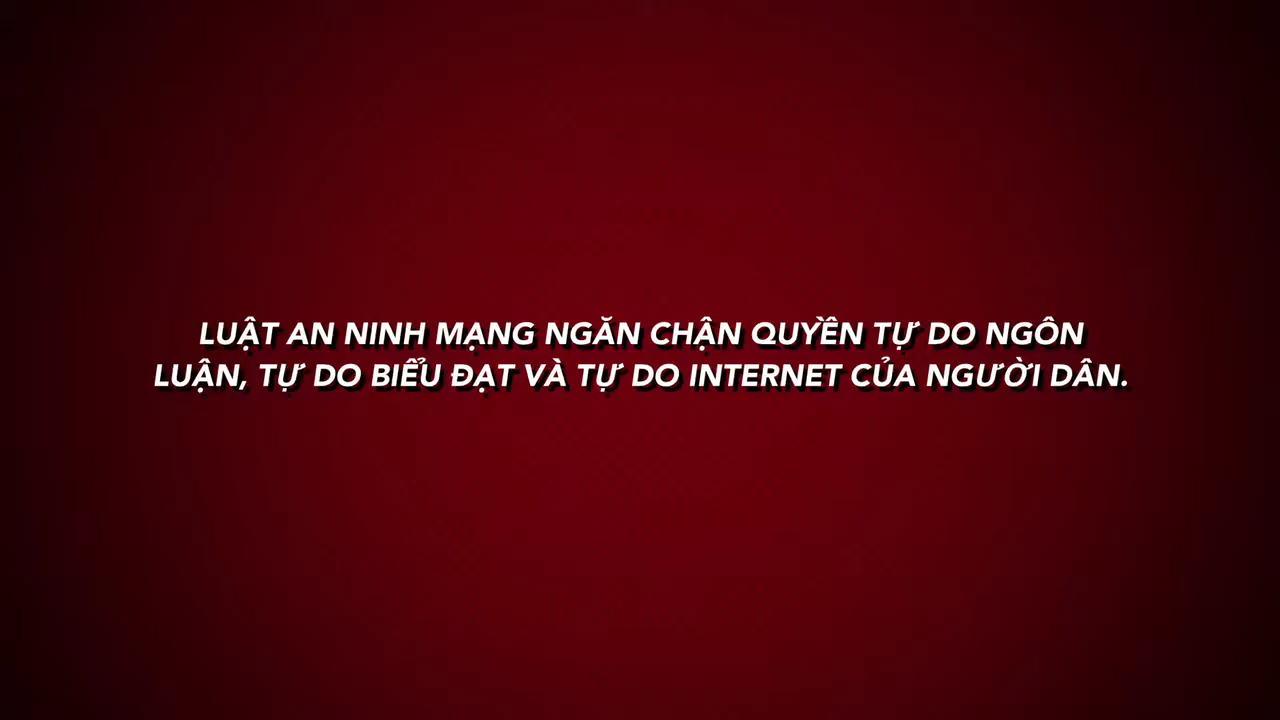 LUẬT AN NINH MẠNG NGĂN CHẬN QUYỀN TỰ DO NGÔN
LUẬN, TỰ DO BIỂU ĐẠT VÀ TỰ DO INTERNET CỦA NGƯỜI DÂN.